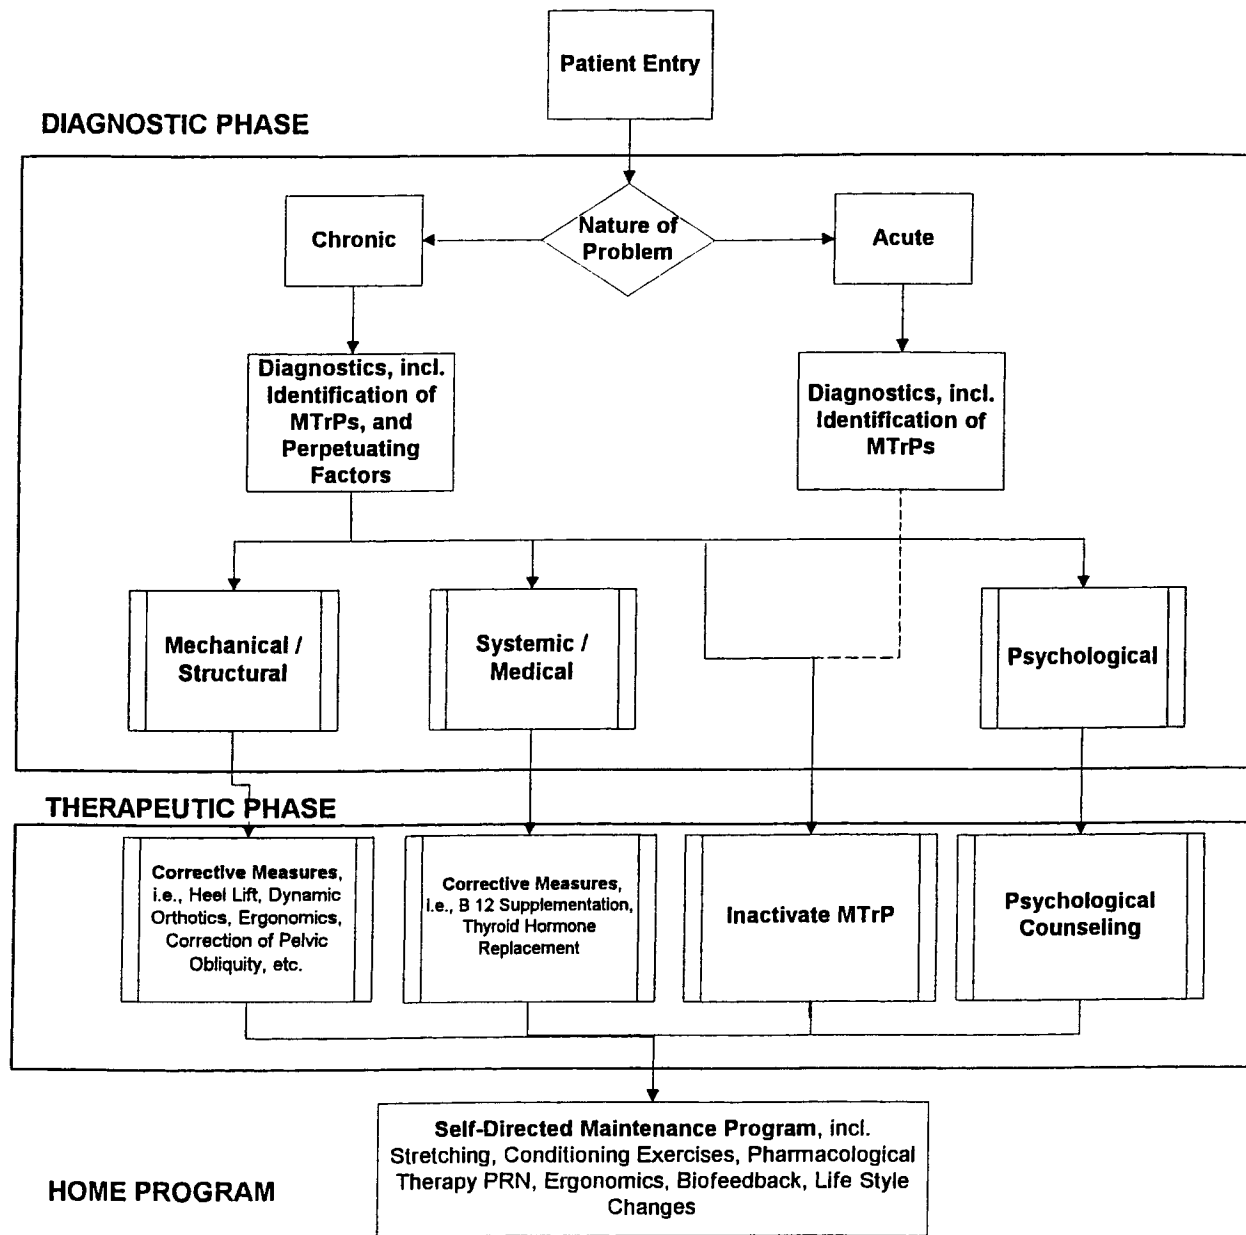 Patient Entry
DIAGNOSTIC PHASE
Nature of
Problem
Chronic
Acute
Diagnostics, incl.
Identification of
MTrPs, and
Perpetuating
Factors
Diagnostics, incl.
Identification of
MTrPs
Mechanical /
Structural
Systemic /
Medical
Psychological
THERAPEUTIC PHASE
Corrective Measures,
i.e., Heel Lift, Dynamic
Orthotics, Ergonomics,
Correction of Pelvic
Obliquity, etc.
Corrective Measures,
i.e., B 12 Supplementation,
Thyroid Hormone
Replacement
Inactivate MTrP
Psychological
Counseling
Self-Directed Maintenance Program, incl.
Stretching, Conditioning Exercises, Pharmacological
Therapy PRN, Ergonomics, Biofeedback, Life Style
Changes
HOME PROGRAM